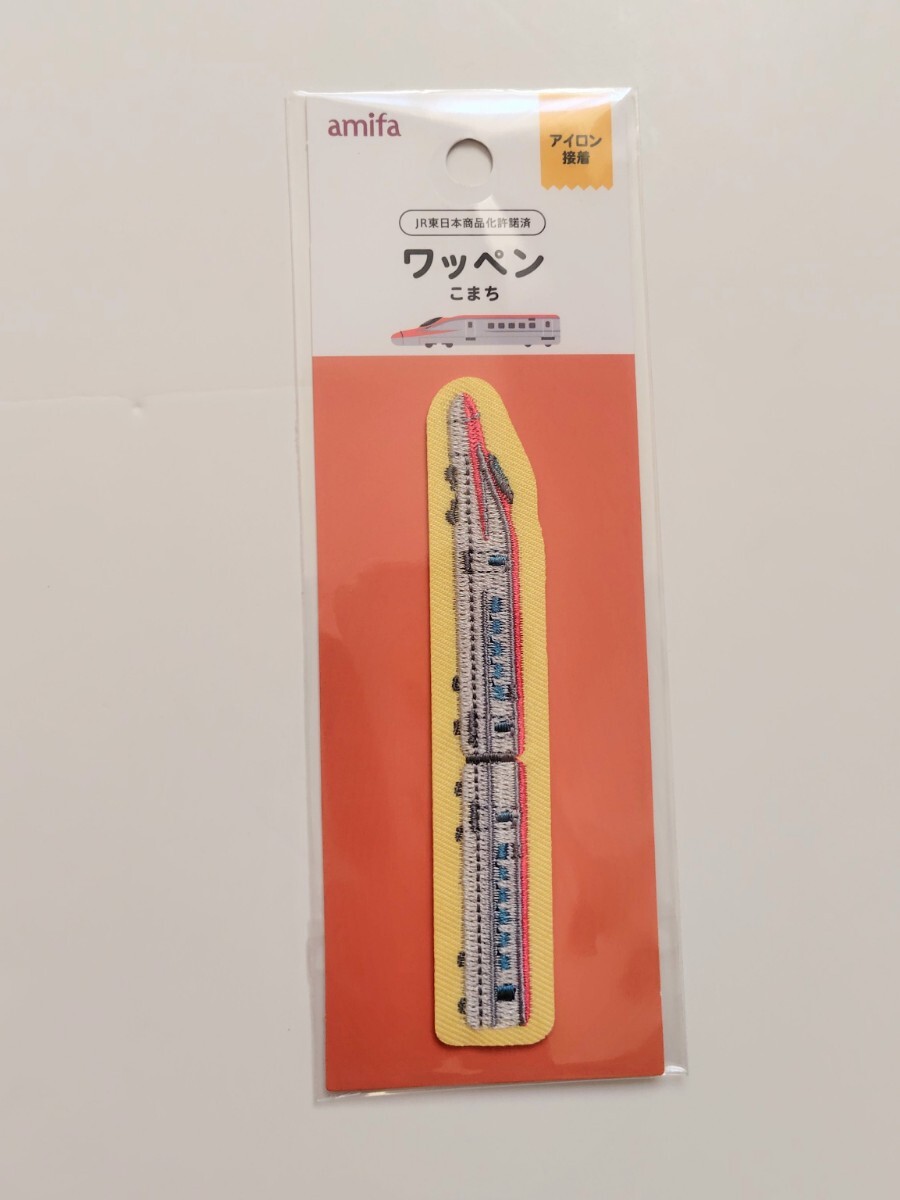 amifa
アイロン
接着
JR東日本商品化許諾済
ワッペン
こまち